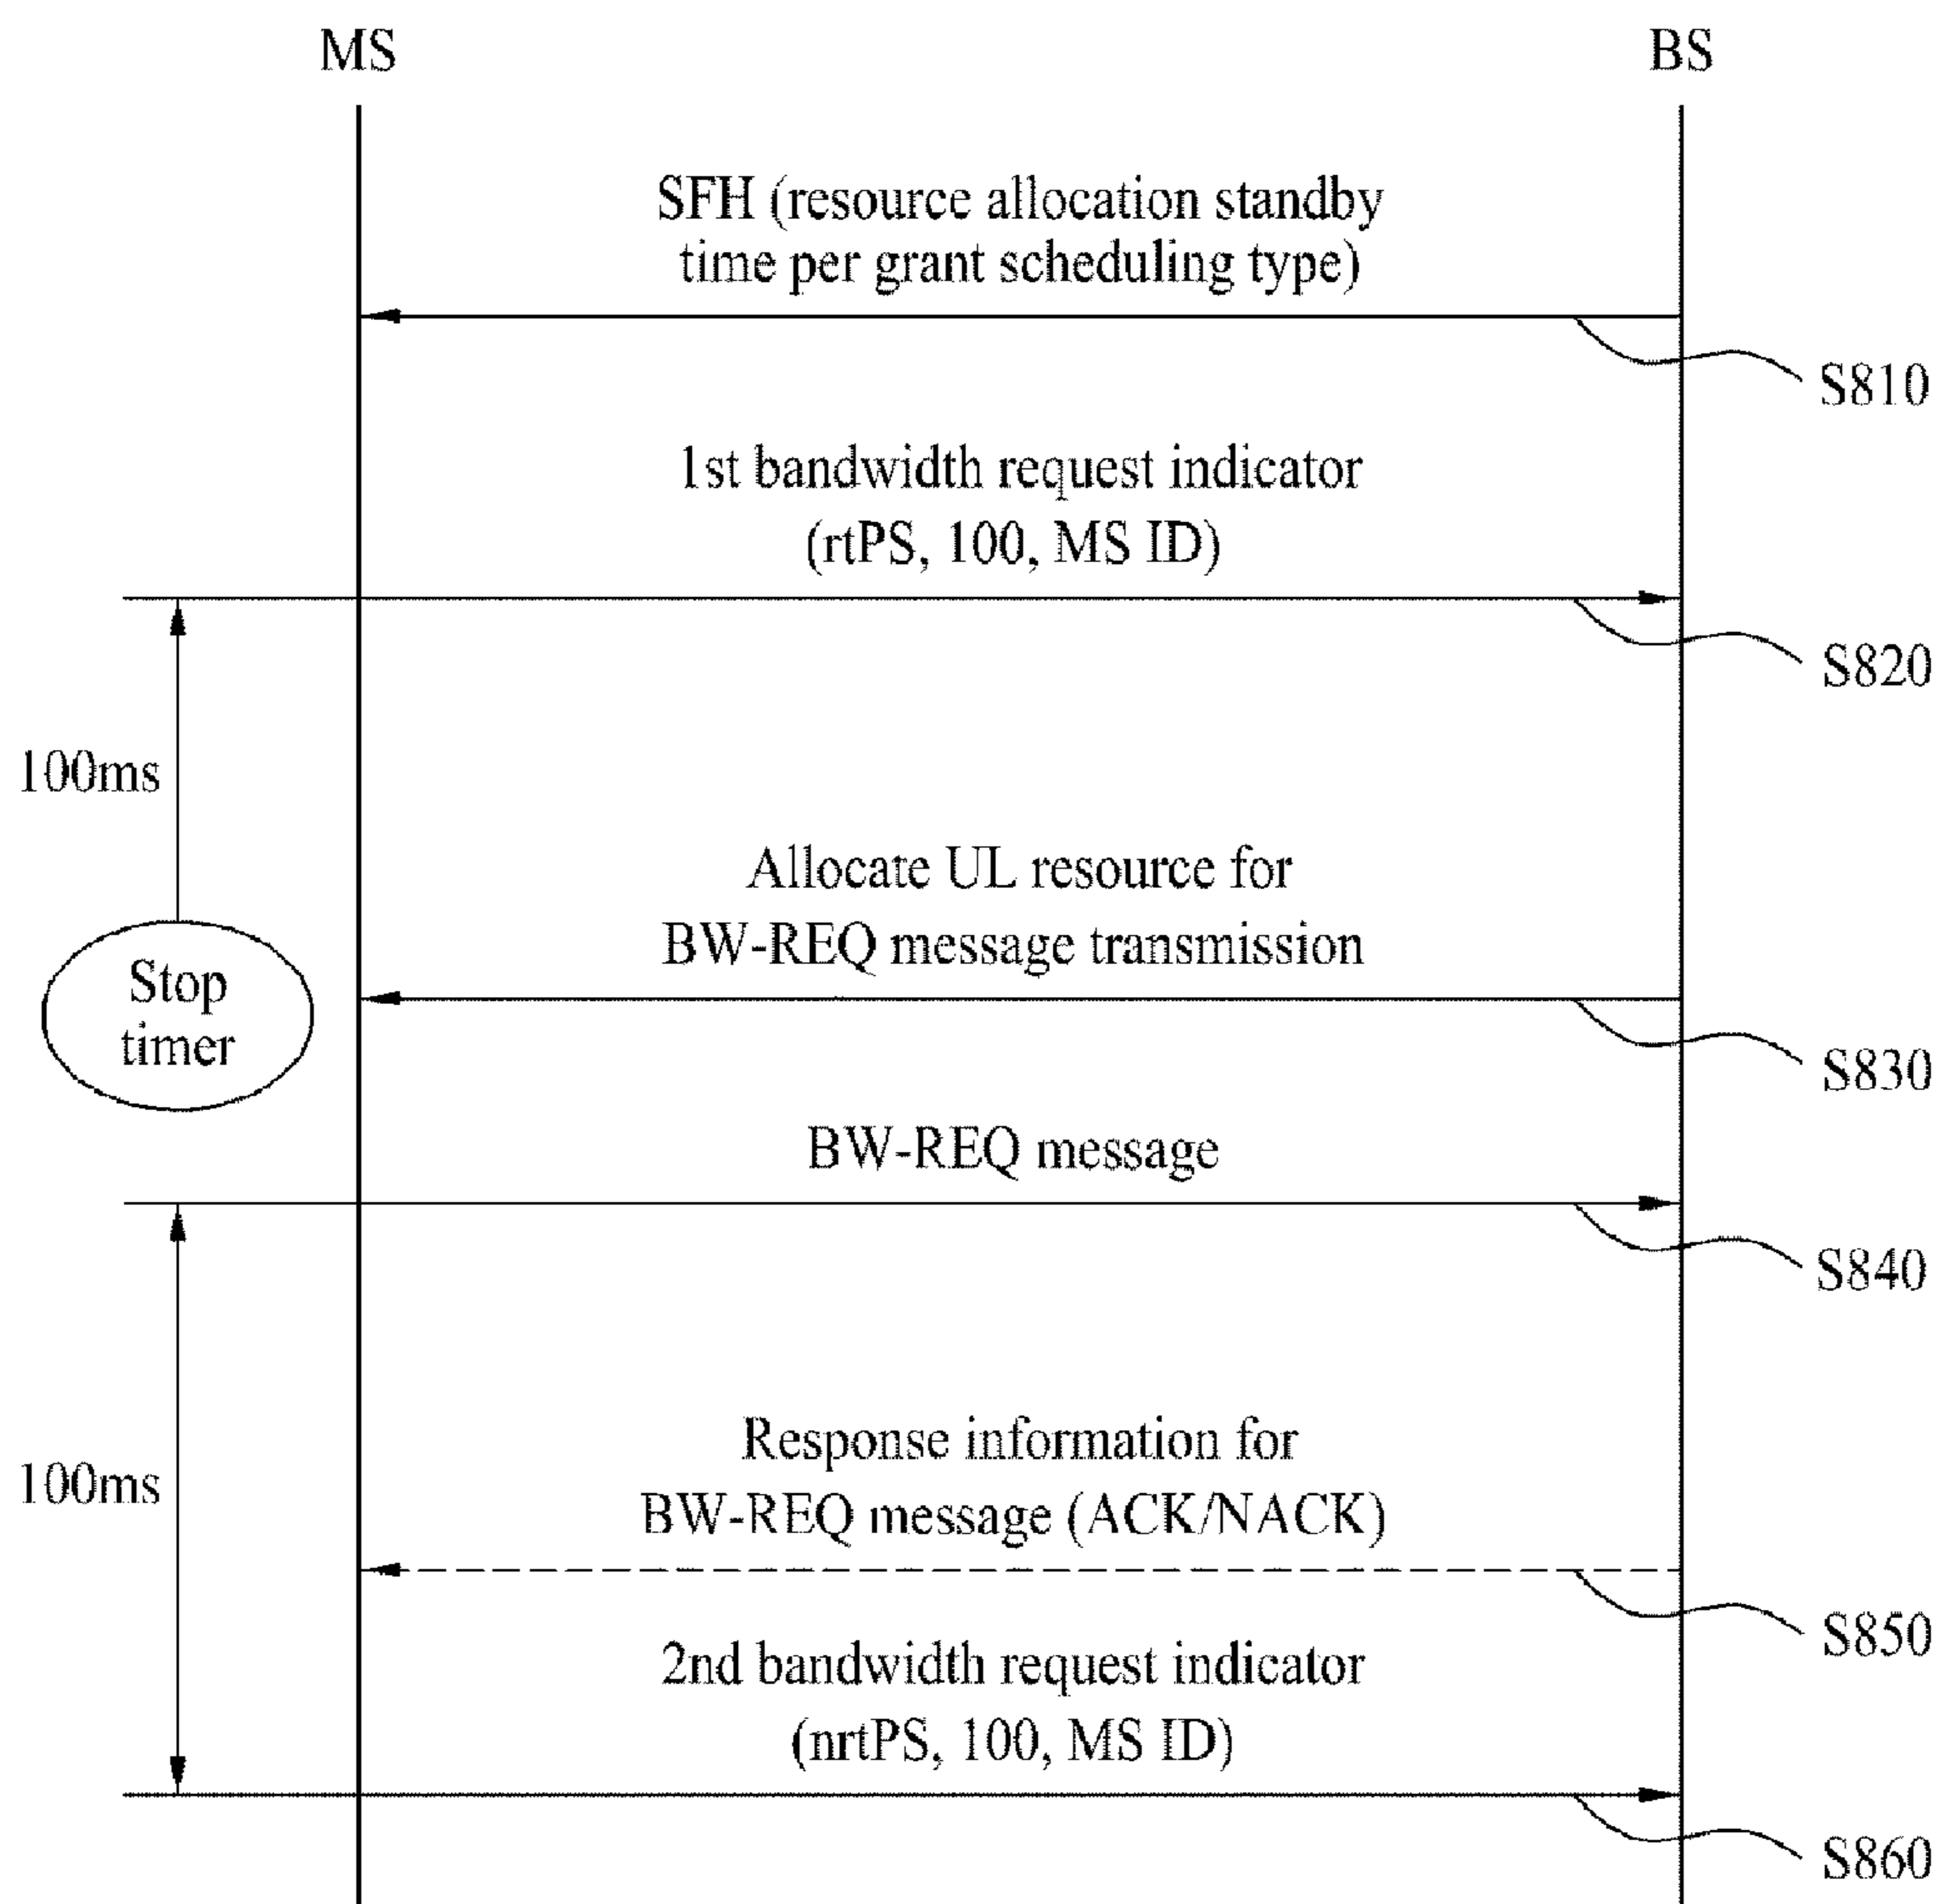 MS
BS
SFH (resource allocation standby
time per grant scheduling type)
S810
1st bandwidth request indicator
(rtPS, 100, MS ID)
S820
100ms
Allocate UL resource for
BW-REQ message transmission
Stop
timer
S830
BW-REQ message
S840
Response information for
BW-REQ message (ACK/NACK)
100ms
S850
2nd bandwidth request indicator
(nrtPS, 100, MS ID)
S860